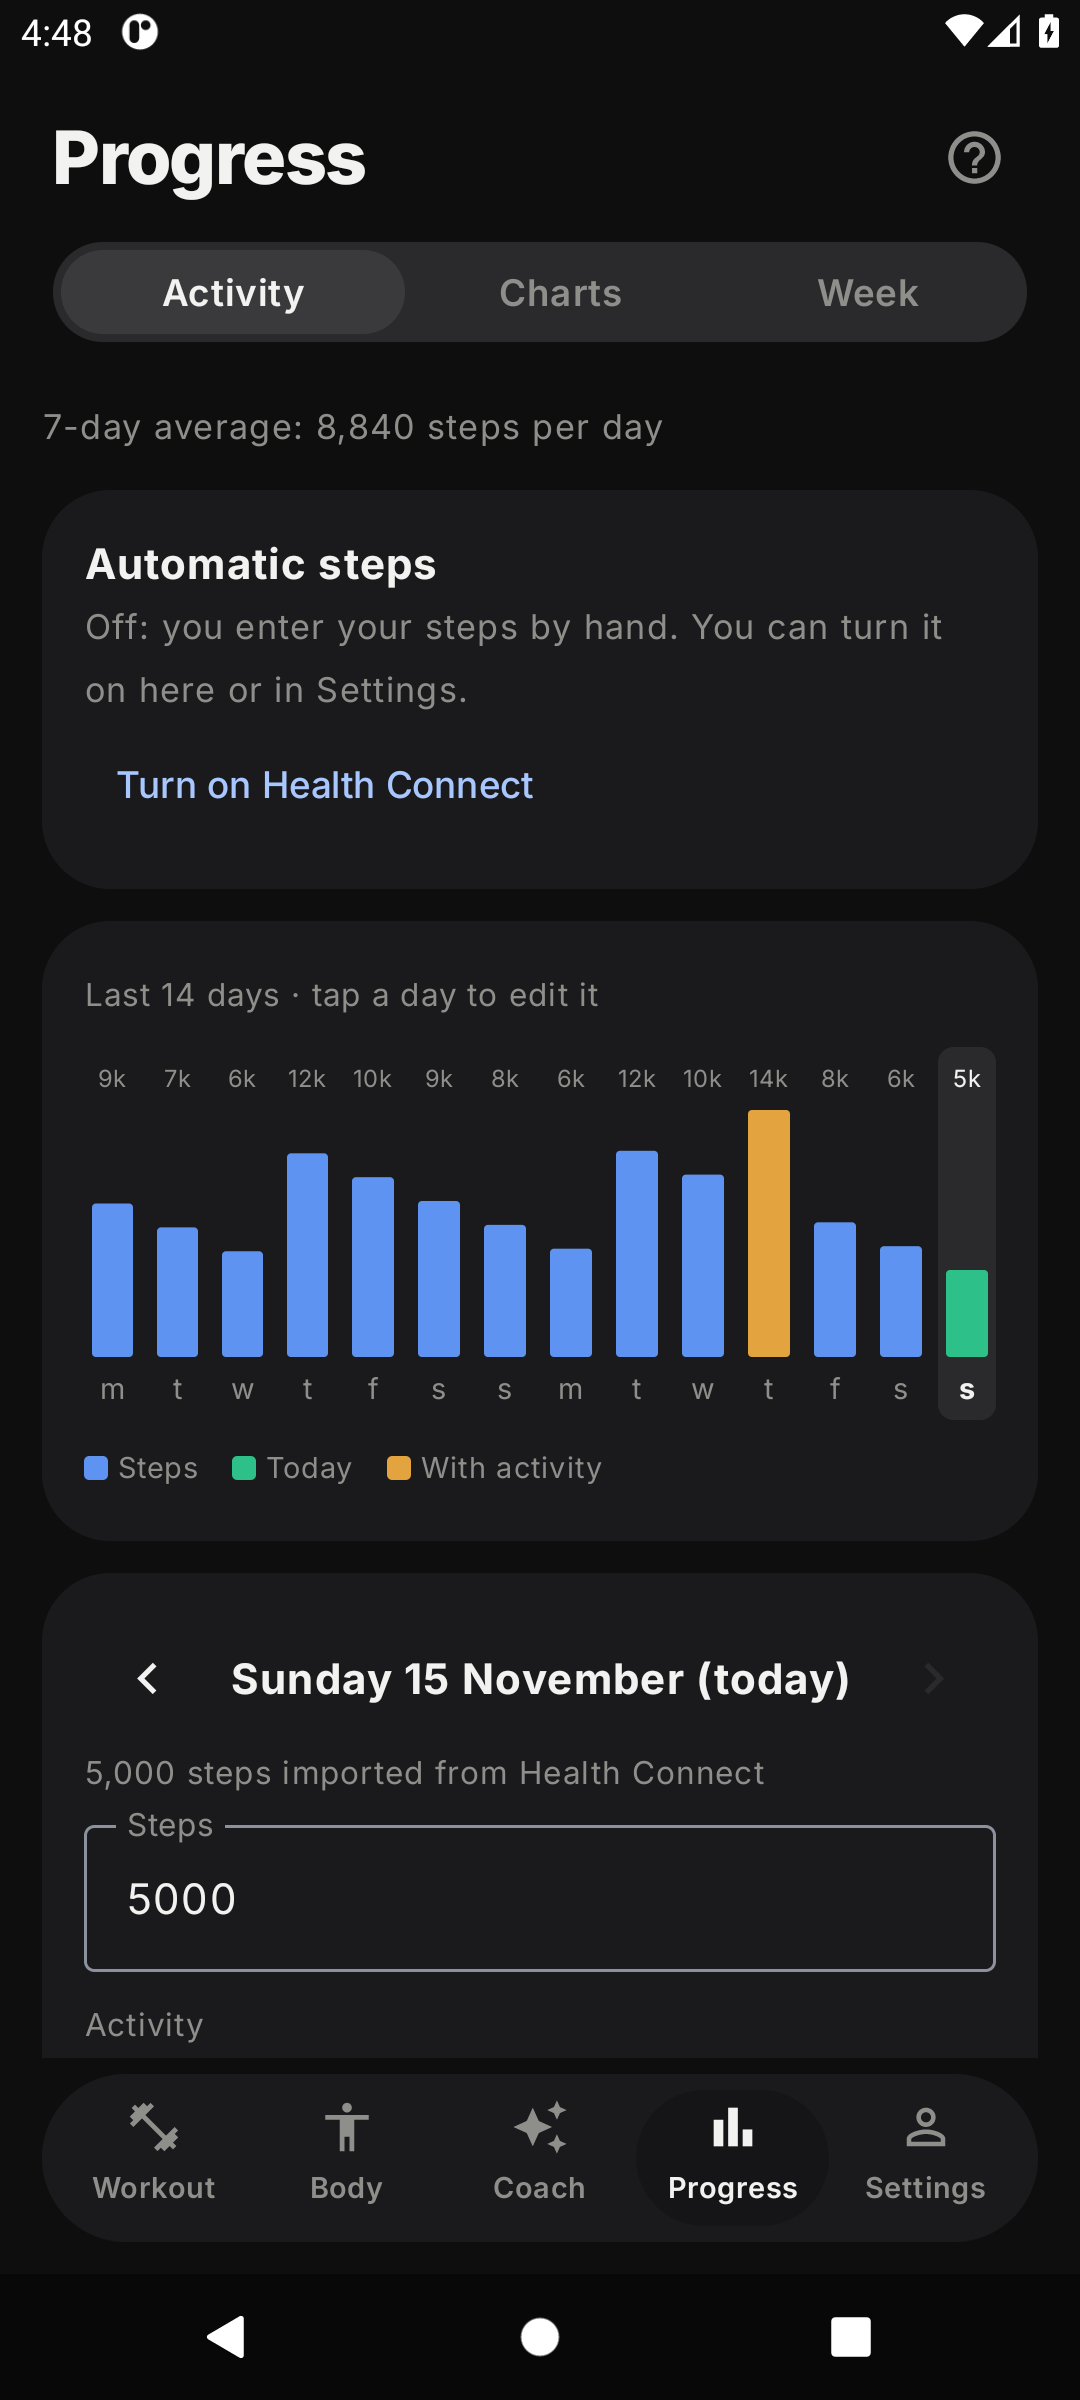 4:48
Progress
Activity Charts Week
7-day average: 8,840 steps per day
Automatic steps
Off: you enter your steps by hand. You can turn it
on here or in Settings.
Turn on Health Connect
Last 14 days · tap a day to edit it
9k 7k 6k 12k 10k 9k 8k 6k 12k 10k 14k 8k 6k 5k
m t w t f s s m t w t f s s
Steps Today With activity
Sunday 15 November (today)
5,000 steps imported from Health Connect
Steps
5000
Activity
Workout Body Coach Progress Settings